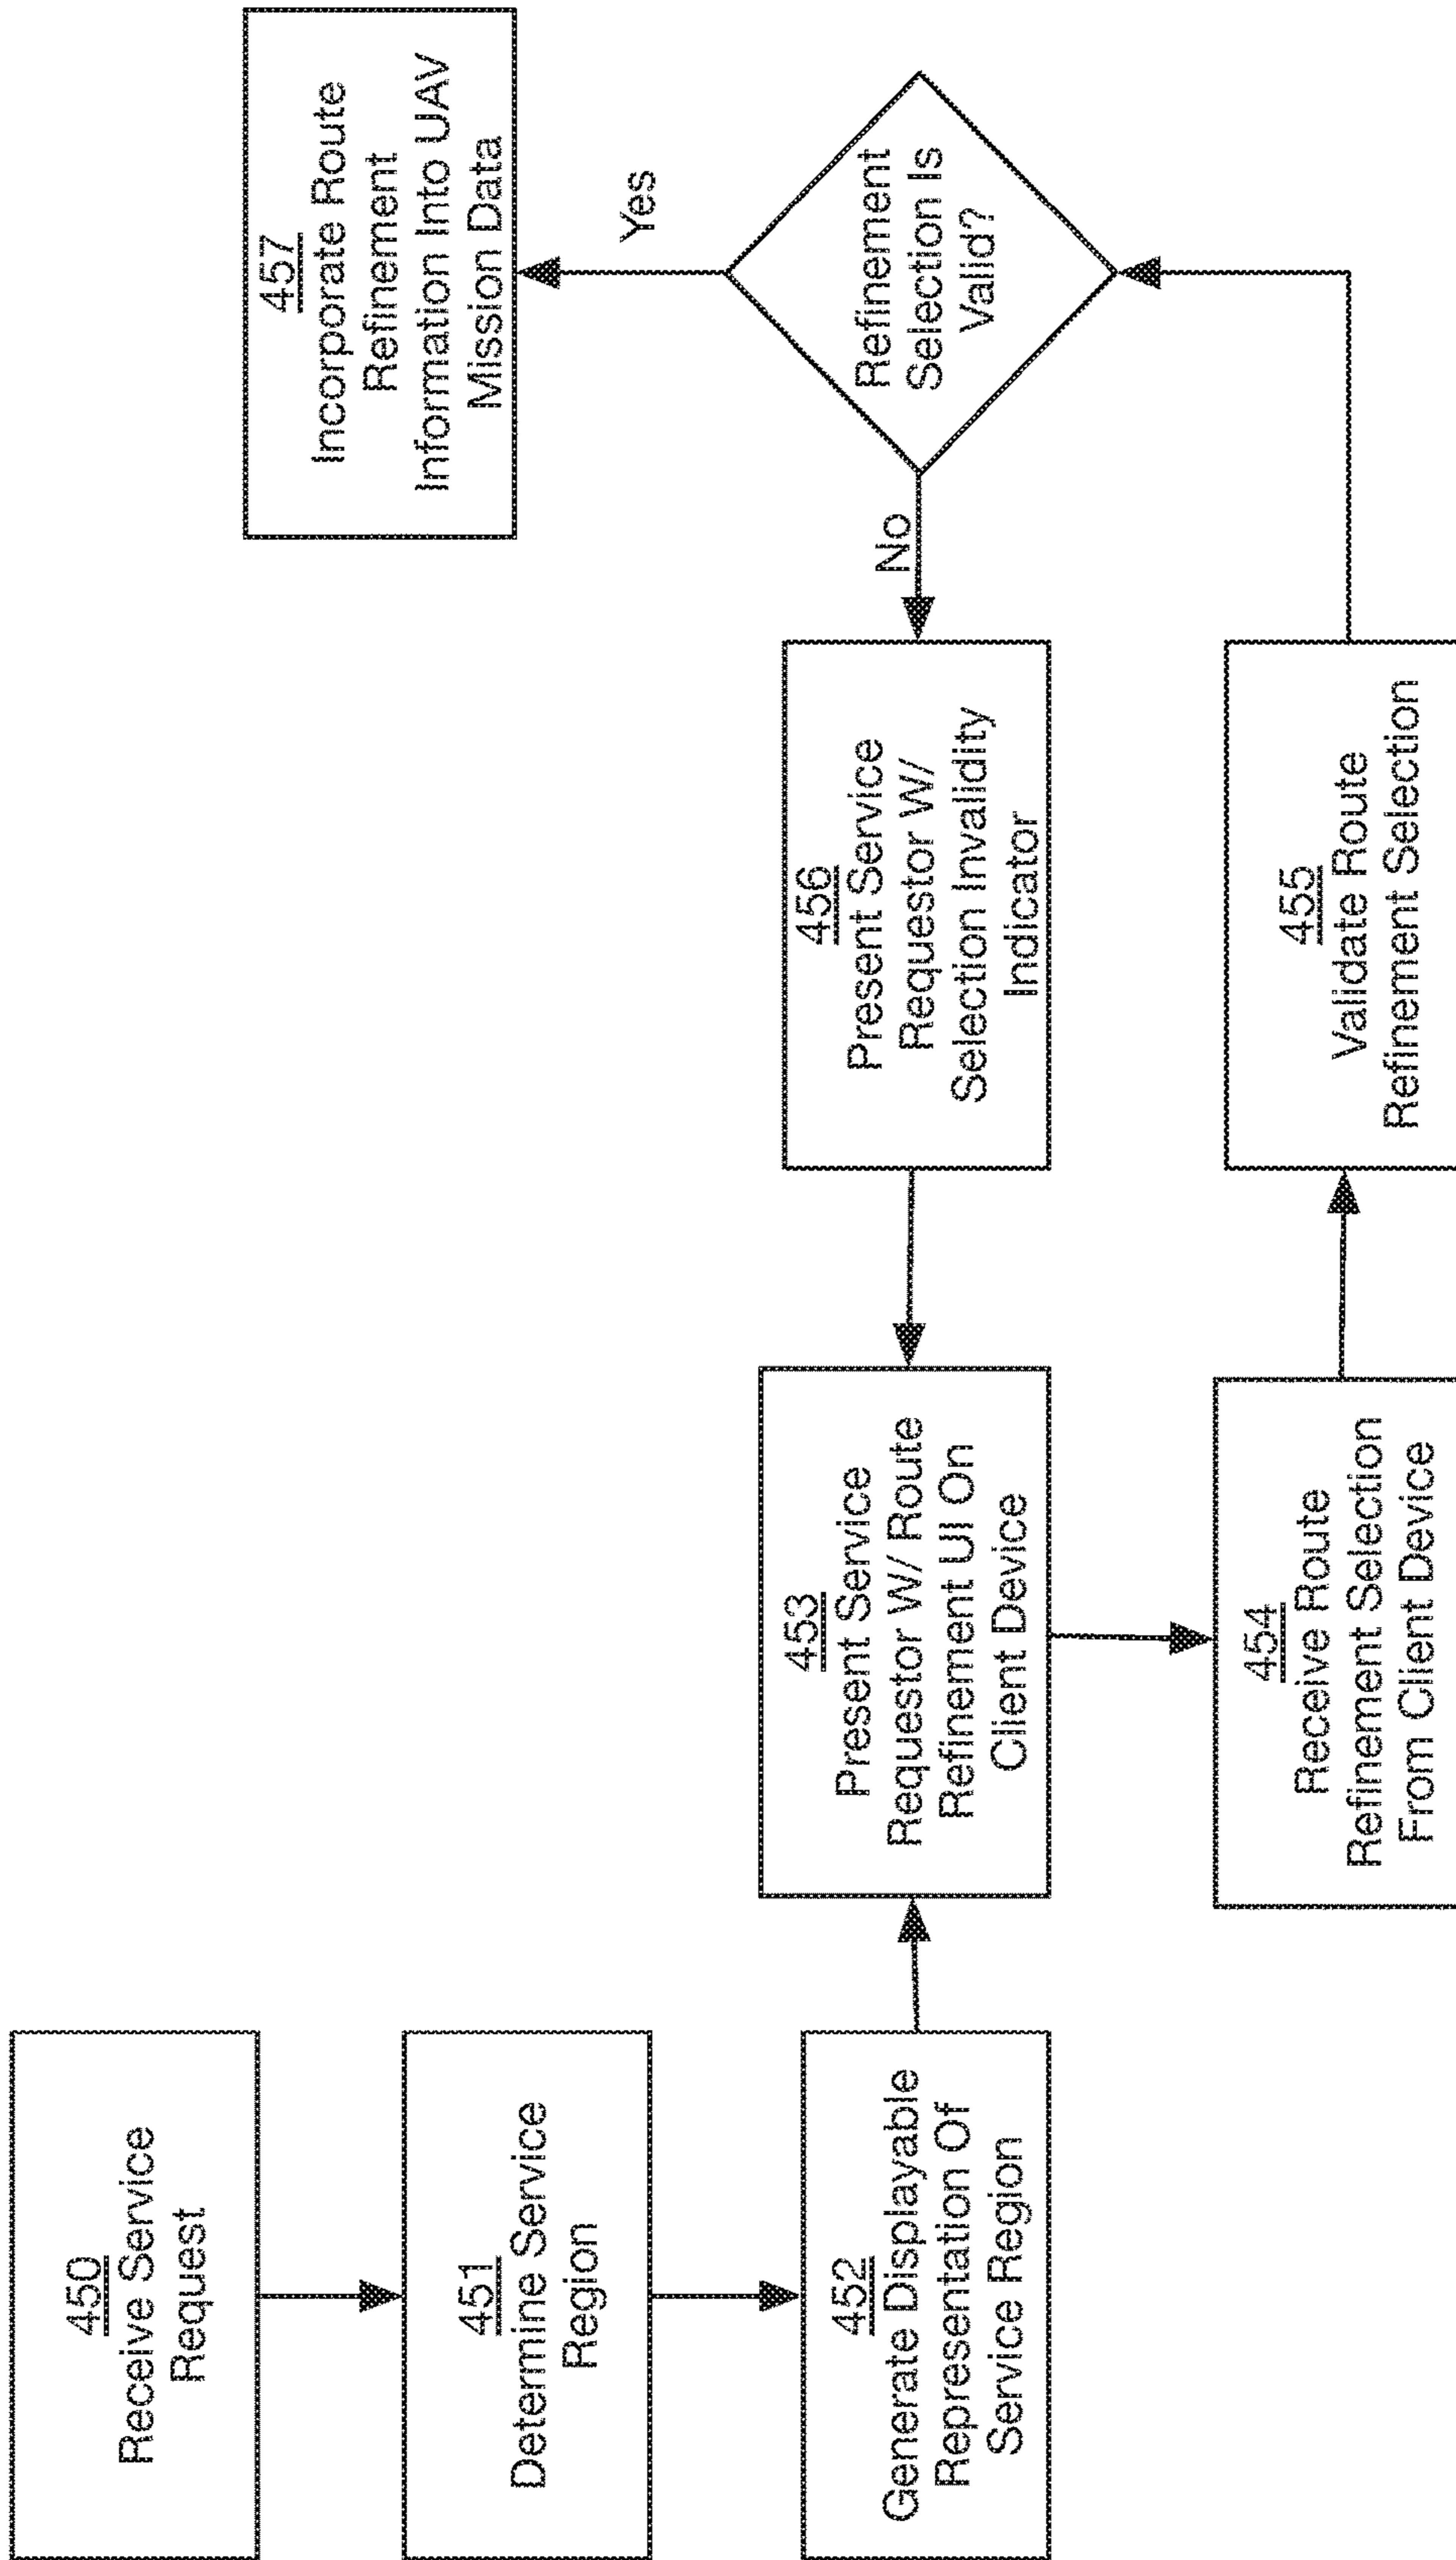 450
Receive Service
Request
451
Determine Service
Region
452
Generate Displayable
Representation Of
Service Region
453
Present Service
Requestor W/ Route
Refinement UI On
Client Device
454
Receive Route
Refinement Selection
From Client Device
455
Validate Route
Refinement Selection
456
Present Service
Requestor W/
Selection Invalidity
Indicator
No
Refinement
Selection Is
Valid?
Yes
457
Incorporate Route
Refinement
Information Into UAV
Mission Data